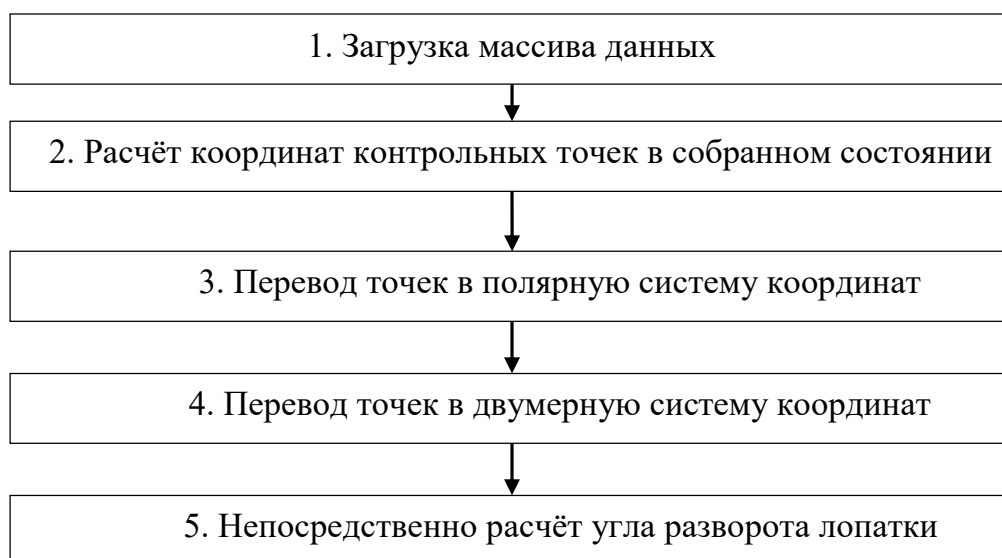 1. Загрузка массива данных
2. Расчёт координат контрольных точек в собранном состоянии
3. Перевод точек в полярную систему координат
4. Перевод точек в двумерную систему координат
5. Непосредственно расчёт угла разворота лопатки